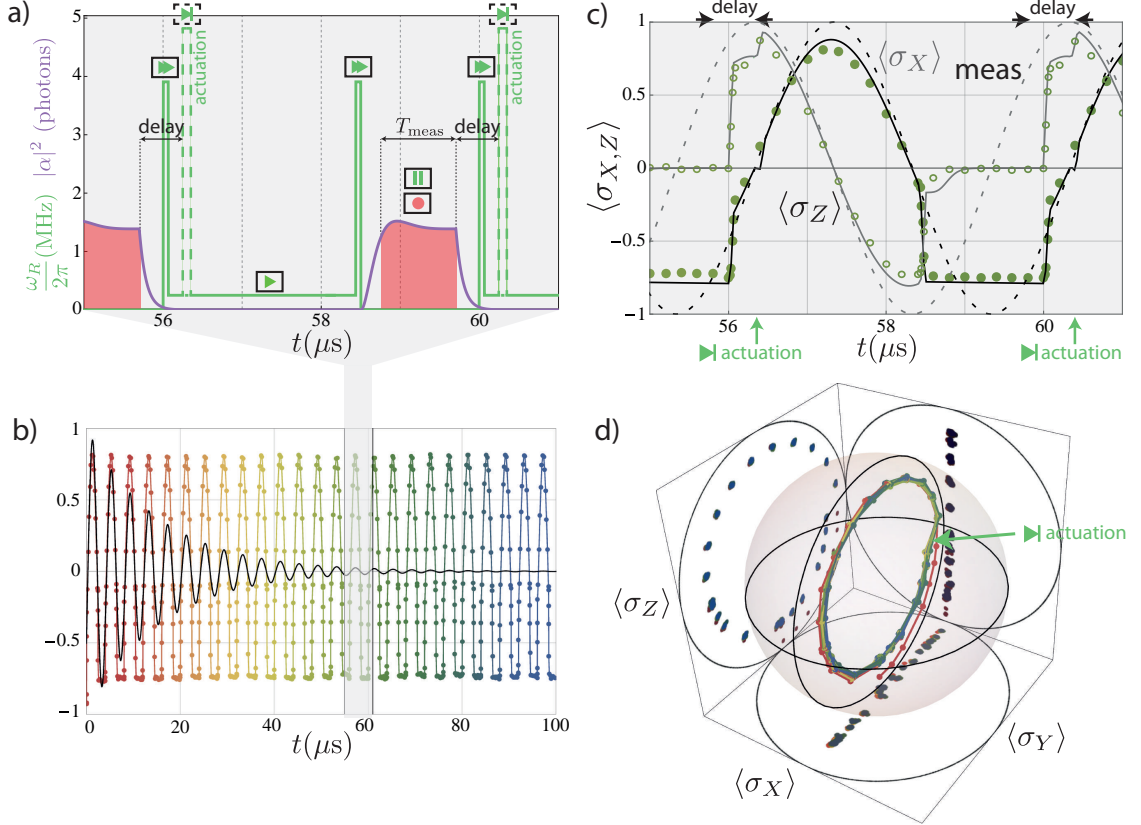 a)
|α|² (photons)
ω_R/2π (MHz)
5
4
3
2
1
0
actuation
delay
T_meas
delay
actuation
56
58
60
t(μs)
b)
1
0.5
0
−0.5
−1
0
20
40
60
80
100
t(μs)
c)
delay
delay
⟨σ_X,Z⟩
1
0.5
0
−0.5
−1
⟨σ_X⟩
meas
⟨σ_Z⟩
56
58
60
actuation
t(μs)
actuation
d)
actuation
⟨σ_Z⟩
⟨σ_X⟩
⟨σ_Y⟩